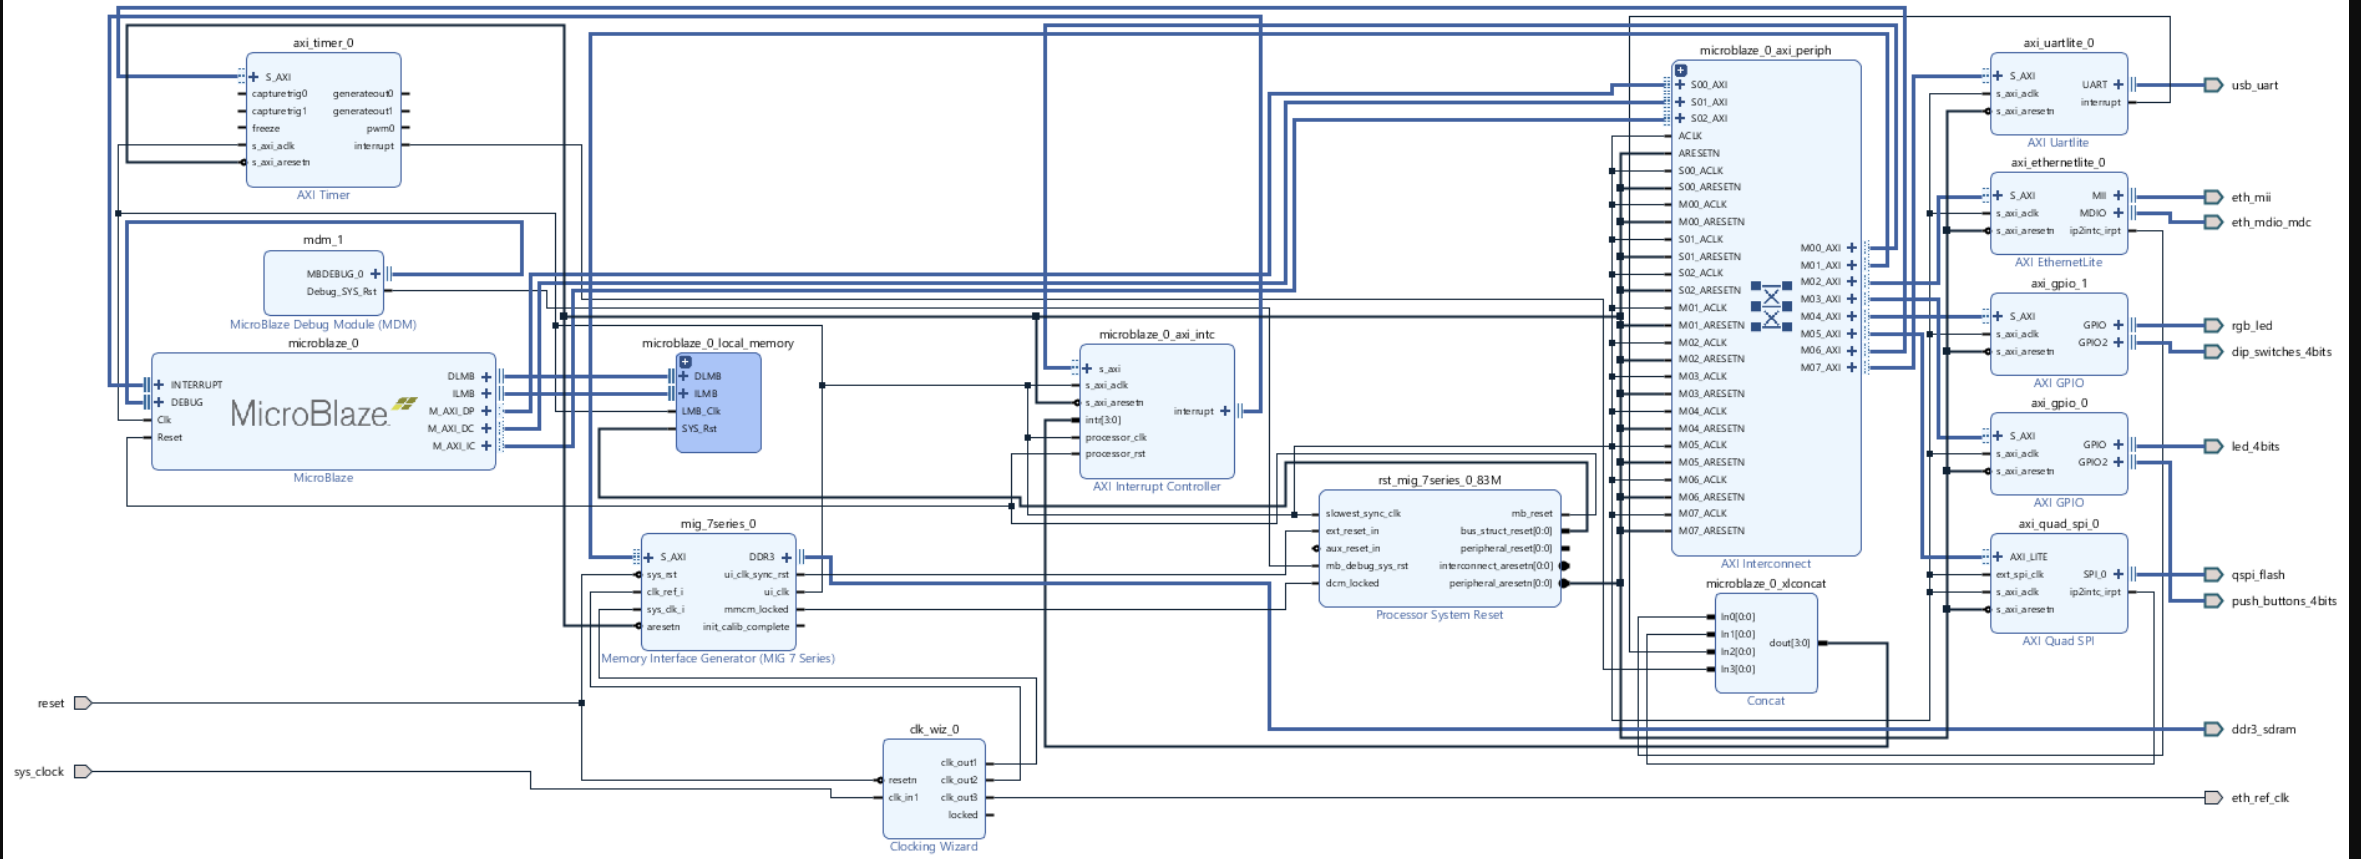 axi_timer_0
S_AXI
capturetrig0 generateout0
capturetrig1 generateout1
freeze pwm0
s_axi_aclk interrupt
s_axi_aresetn
AXI Timer
mdm_1
MBDEBUG_0
Debug_SYS_Rst
MicroBlaze Debug Module (MDM)
microblaze_0
INTERRUPT DLMB
DEBUG ILMB
Clk M_AXI_DP
Reset M_AXI_DC
M_AXI_IC
MicroBlaze
MicroBlaze
microblaze_0_local_memory
DLMB
ILMB
LMB_Clk
SYS_Rst
mig_7series_0
S_AXI DDR3
sys_rst ui_clk_sync_rst
clk_ref_i ui_clk
sys_clk_i mmcm_locked
aresetn init_calib_complete
Memory Interface Generator (MIG 7 Series)
reset
sys_clock
clk_wiz_0
clk_out1
resetn clk_out2
clk_in1 clk_out3
locked
Clocking Wizard
microblaze_0_axi_intc
s_axi
s_axi_aclk
s_axi_aresetn
intr[3:0] interrupt
processor_clk
processor_rst
AXI Interrupt Controller
rst_mig_7series_0_83M
slowest_sync_clk mb_reset
ext_reset_in bus_struct_reset[0:0]
aux_reset_in peripheral_reset[0:0]
mb_debug_sys_rst interconnect_aresetn[0:0]
dcm_locked peripheral_aresetn[0:0]
Processor System Reset
microblaze_0_axi_periph
S00_AXI
S01_AXI
S02_AXI
ACLK
ARESETN
S00_ACLK
S00_ARESETN
M00_ACLK
M00_ARESETN
S01_ACLK
S01_ARESETN
S02_ACLK
S02_ARESETN
M01_ACLK
M01_ARESETN
M02_ACLK
M02_ARESETN
M03_ACLK
M03_ARESETN
M04_ACLK
M04_ARESETN
M05_ACLK
M05_ARESETN
M06_ACLK
M06_ARESETN
M07_ACLK
M07_ARESETN
M00_AXI
M01_AXI
M02_AXI
M03_AXI
M04_AXI
M05_AXI
M06_AXI
M07_AXI
AXI Interconnect
microblaze_0_xlconcat
In0[0:0]
In1[0:0]
In2[0:0]
In3[0:0]
dout[3:0]
Concat
axi_uartlite_0
S_AXI UART
s_axi_aclk interrupt
s_axi_aresetn
AXI Uartlite
axi_ethernetlite_0
S_AXI MII
s_axi_aclk MDIO
s_axi_aresetn ip2intc_irpt
AXI EthernetLite
axi_gpio_1
S_AXI GPIO
s_axi_aclk GPIO2
s_axi_aresetn
AXI GPIO
axi_gpio_0
S_AXI GPIO
s_axi_aclk GPIO2
s_axi_aresetn
AXI GPIO
axi_quad_spi_0
AXI_LITE
ext_spi_clk SPI_0
s_axi_aclk ip2intc_irpt
s_axi_aresetn
AXI Quad SPI
usb_uart
eth_mii
eth_mdio_mdc
rgb_led
dip_switches_4bits
led_4bits
qspi_flash
push_buttons_4bits
ddr3_sdram
eth_ref_clk